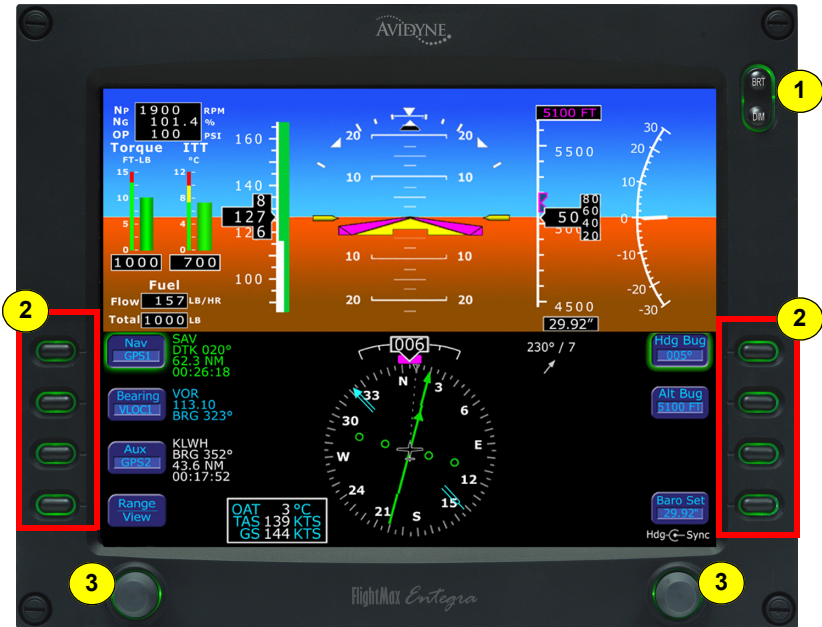 AVIDYNE
BRT
DIM
1
NP 1900 RPM
NG 101.4 %
OP 100 PSI
Torque ITT
FT-LB °C
15 12
10 8
5 4
0 0
1000 700
Fuel
Flow 157 LB/HR
Total 1000 LB
160
140
127
8
6
120
100
20 20
10 10
10 10
20 20
5100 FT
5500
50
80
60
40
20
4500
29.92"
30
20
10
0
-10
-20
-30
2
2
Nav
GPS1
SAV
DTK 020°
62.3 NM
00:26:18
Bearing
VLOC1
VOR
113.10
BRG 323°
Aux
GPS2
KLWH
BRG 352°
43.6 NM
00:17:52
Range
View
OAT 3 °C
TAS 139 KTS
GS 144 KTS
006
N
3
6
E
12
15
S
21
24
W
30
33
230° / 7
Hdg Bug
005°
Alt Bug
5100 FT
Baro Set
29.92"
Hdg Sync
3
3
FlightMax Entegra